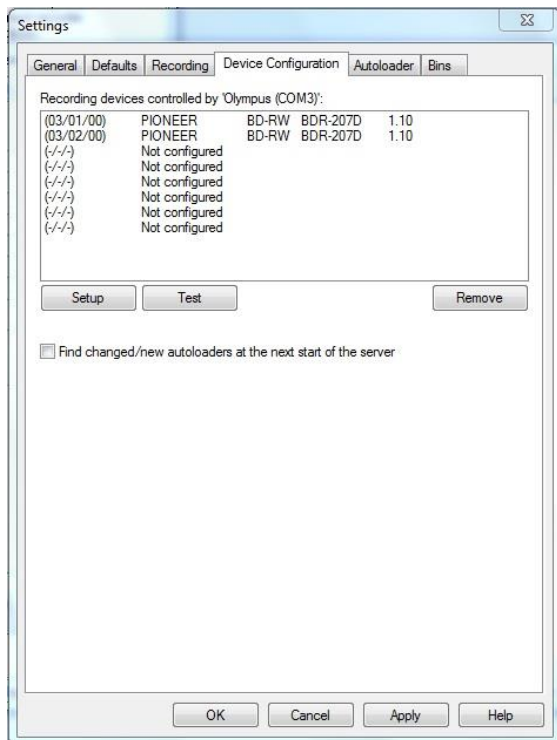 Settings
General Defaults Recording Device Configuration Autoloader Bins
Recording devices controlled by 'Olympus (COM3)':
(03/01/00) PIONEER BD-RW BDR-207D 1.10
(03/02/00) PIONEER BD-RW BDR-207D 1.10
(-/-/-) Not configured
(-/-/-) Not configured
(-/-/-) Not configured
(-/-/-) Not configured
(-/-/-) Not configured
(-/-/-) Not configured
Setup Test Remove
Find changed/new autoloaders at the next start of the server
OK Cancel Apply Help